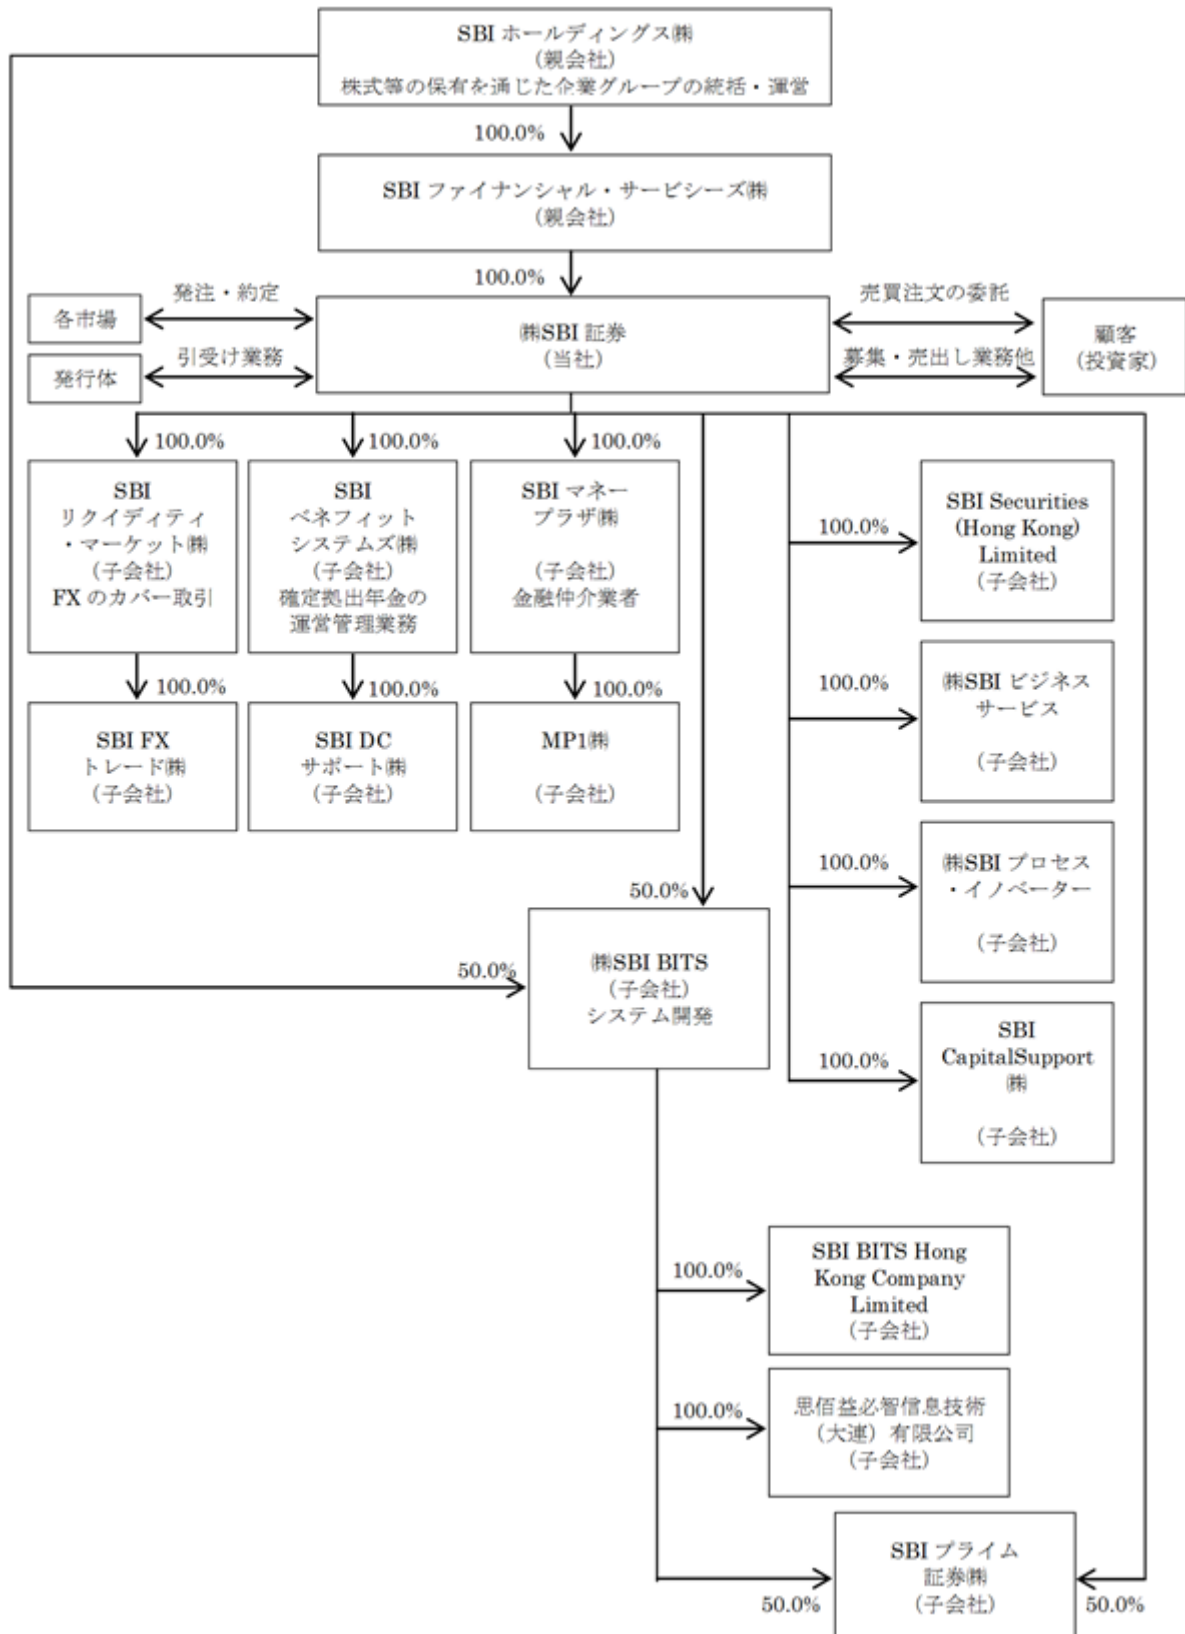 SBI ホールディングス㈱
(親会社)
株式等の保有を通じた企業グループの統括・運営
100.0%
SBI ファイナンシャル・サービシーズ㈱
(親会社)
100.0%
各市場
発注・約定
㈱SBI 証券
(当社)
売買注文の委託
顧客
(投資家)
発行体
引受け業務
募集・売出し業務他
100.0%
100.0%
100.0%
SBI
リクイディティ
・マーケット㈱
(子会社)
FX のカバー取引
SBI
ベネフィット
システムズ㈱
(子会社)
確定拠出年金の
運営管理業務
SBI マネー
プラザ㈱
(子会社)
金融仲介業者
100.0%
SBI Securities
(Hong Kong)
Limited
(子会社)
100.0%
100.0%
100.0%
SBI FX
トレード㈱
(子会社)
SBI DC
サポート㈱
(子会社)
MP1㈱
(子会社)
100.0%
㈱SBI ビジネス
サービス
(子会社)
100.0%
㈱SBI プロセス
・イノベーター
(子会社)
50.0%
50.0%
㈱SBI BITS
(子会社)
システム開発
100.0%
SBI
CapitalSupport
㈱
(子会社)
100.0%
SBI BITS Hong
Kong Company
Limited
(子会社)
100.0%
思佰益必智信息技術
（大連）有限公司
(子会社)
50.0%
SBI プライム
証券㈱
(子会社)
50.0%